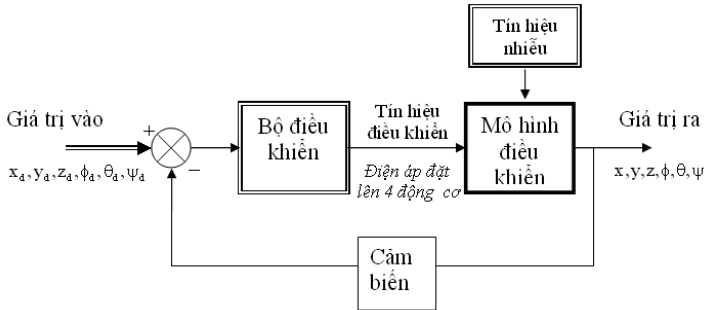 Tín hiệu
nhiễu
Giá trị vào
+
Bộ điều
khiển
Tín hiệu
điều khiển
Mô hình
điều
khiển
Giá trị ra
−
x_d,y_d,z_d,ϕ_d,θ_d,ψ_d
Điện áp đặt
lên 4 động cơ
x,y,z,ϕ,θ,ψ
Cảm
biến